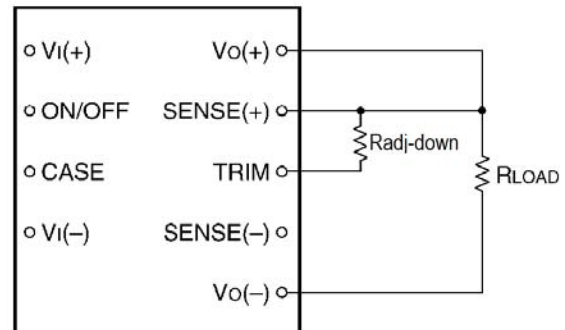 VI(+)
VO(+)
ON/OFF
SENSE(+)
Radj-down
CASE
TRIM
RLOAD
VI(–)
SENSE(–)
VO(–)